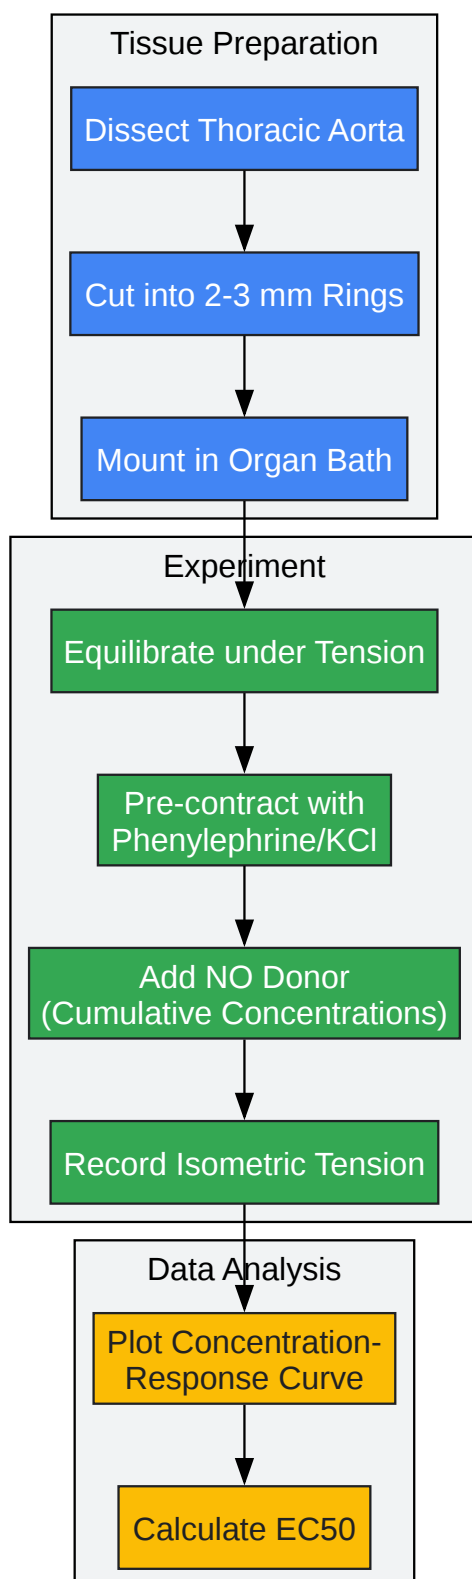 Tissue Preparation
Dissect Thoracic Aorta
Cut into 2-3 mm Rings
Mount in Organ Bath
Experiment
Equilibrate under Tension
Pre-contract with
Phenylephrine/KCl
Add NO Donor
(Cumulative Concentrations)
Record Isometric Tension
Data Analysis
Plot Concentration-
Response Curve
Calculate EC50